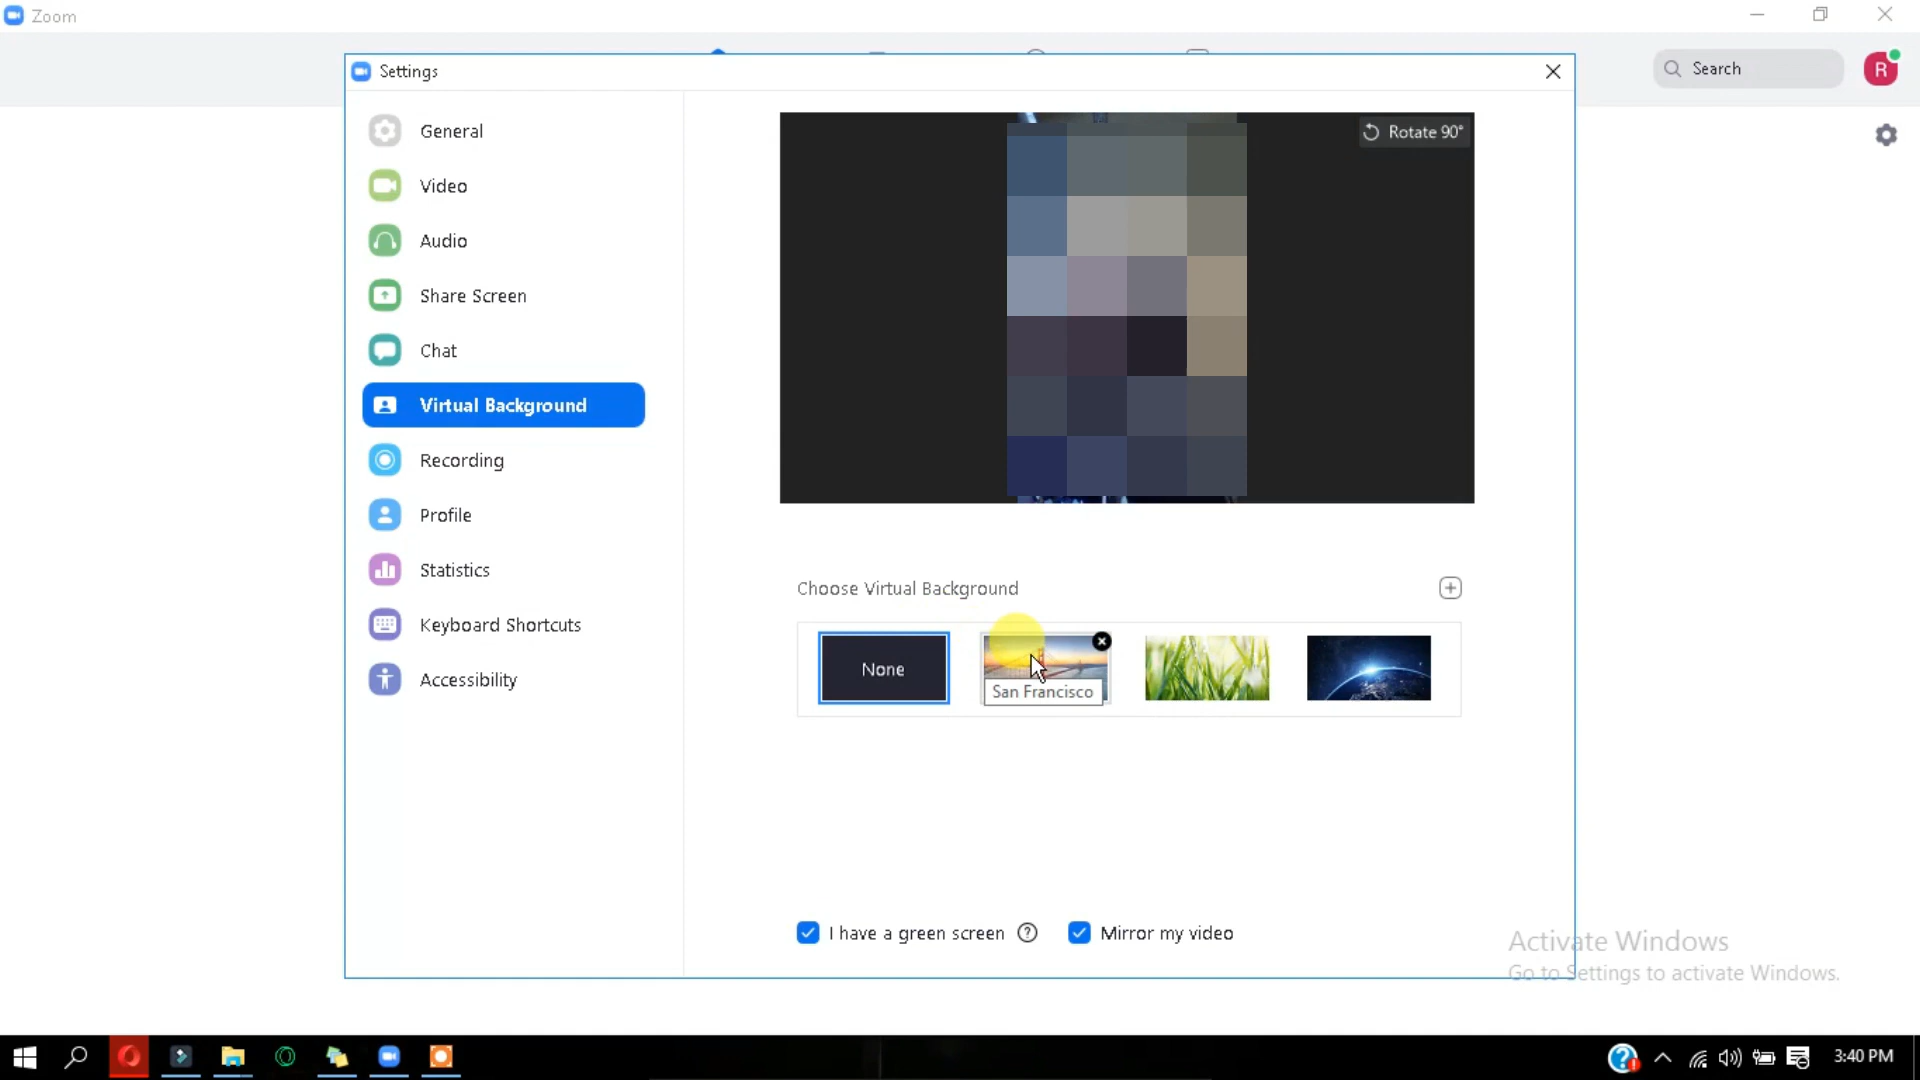 Zoom
Settings
Search
R
General
Rotate 90°
Video
Audio
Share Screen
Chat
Virtual Background
Recording
Profile
Statistics
Choose Virtual Background
Keyboard Shortcuts
None
San Francisco
Accessibility
I have a green screen
Mirror my video
Activate Windows
Go to Settings to activate Windows.
3:40 PM